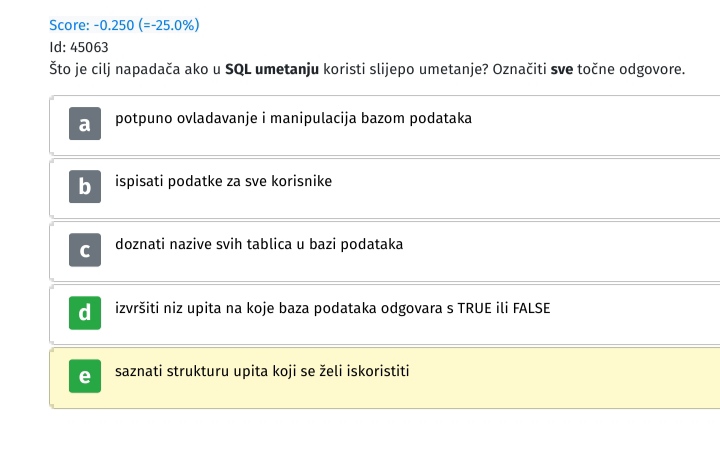 Score: -0.250 (=-25.0%)
Id: 45063
Što je cilj napadača ako u SQL umetanju koristi slijepo umetanje? Označiti sve točne odgovore.
a potpuno ovladavanje i manipulacija bazom podataka
b ispisati podatke za sve korisnike
c doznati nazive svih tablica u bazi podataka
d izvršiti niz upita na koje baza podataka odgovara s TRUE ili FALSE
e saznati strukturu upita koji se želi iskoristiti